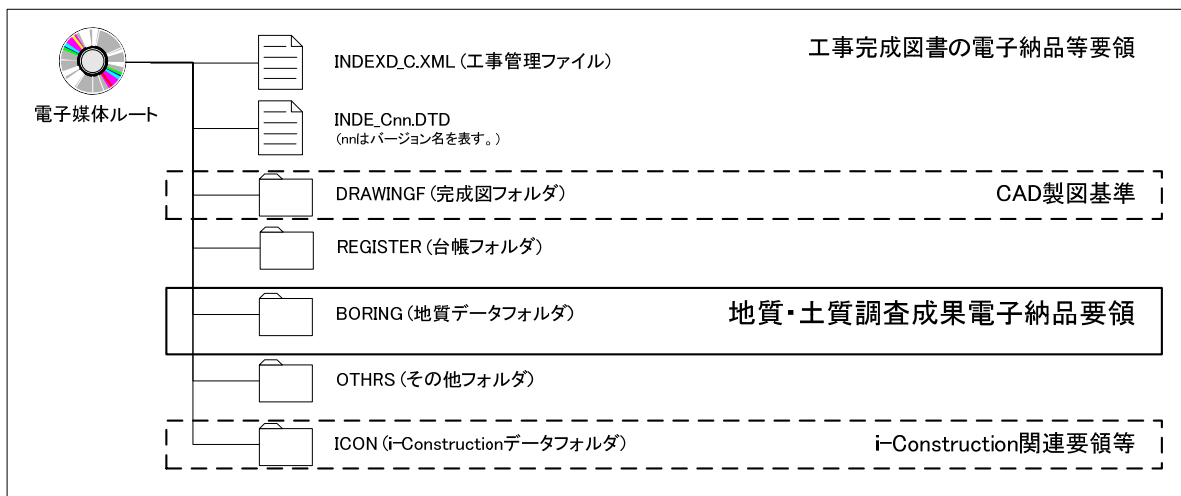 工事完成図書の電子納品等要領
電子媒体ルート
INDEXD_C.XML (工事管理ファイル)
INDE_Cnn.DTD
(nnはバージョン名を表す。)
DRAWINGF (完成図フォルダ) CAD製図基準
REGISTER (台帳フォルダ)
BORING (地質データフォルダ) 地質・土質調査成果電子納品要領
OTHRS (その他フォルダ)
ICON (i-Constructionデータフォルダ) i-Construction関連要領等